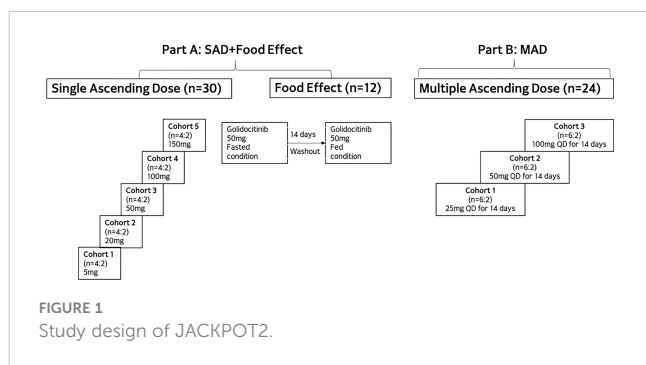 Part A: SAD+Food Effect
Single Ascending Dose (n=30)
Food Effect (n=12)
Cohort 5
(n=4:2)
150mg
Cohort 4
(n=4:2)
100mg
Cohort 3
(n=4:2)
50mg
Cohort 2
(n=4:2)
20mg
Cohort 1
(n=4:2)
5mg
Golidocitinib
50mg
Fasted
condition
14 days
Washout
Golidocitinib
50mg
Fed
condition
Part B: MAD
Multiple Ascending Dose (n=24)
Cohort 3
(n=6:2)
100mg QD for 14 days
Cohort 2
(n=6:2)
50mg QD for 14 days
Cohort 1
(n=6:2)
25mg QD for 14 days
FIGURE 1
Study design of JACKPOT2.